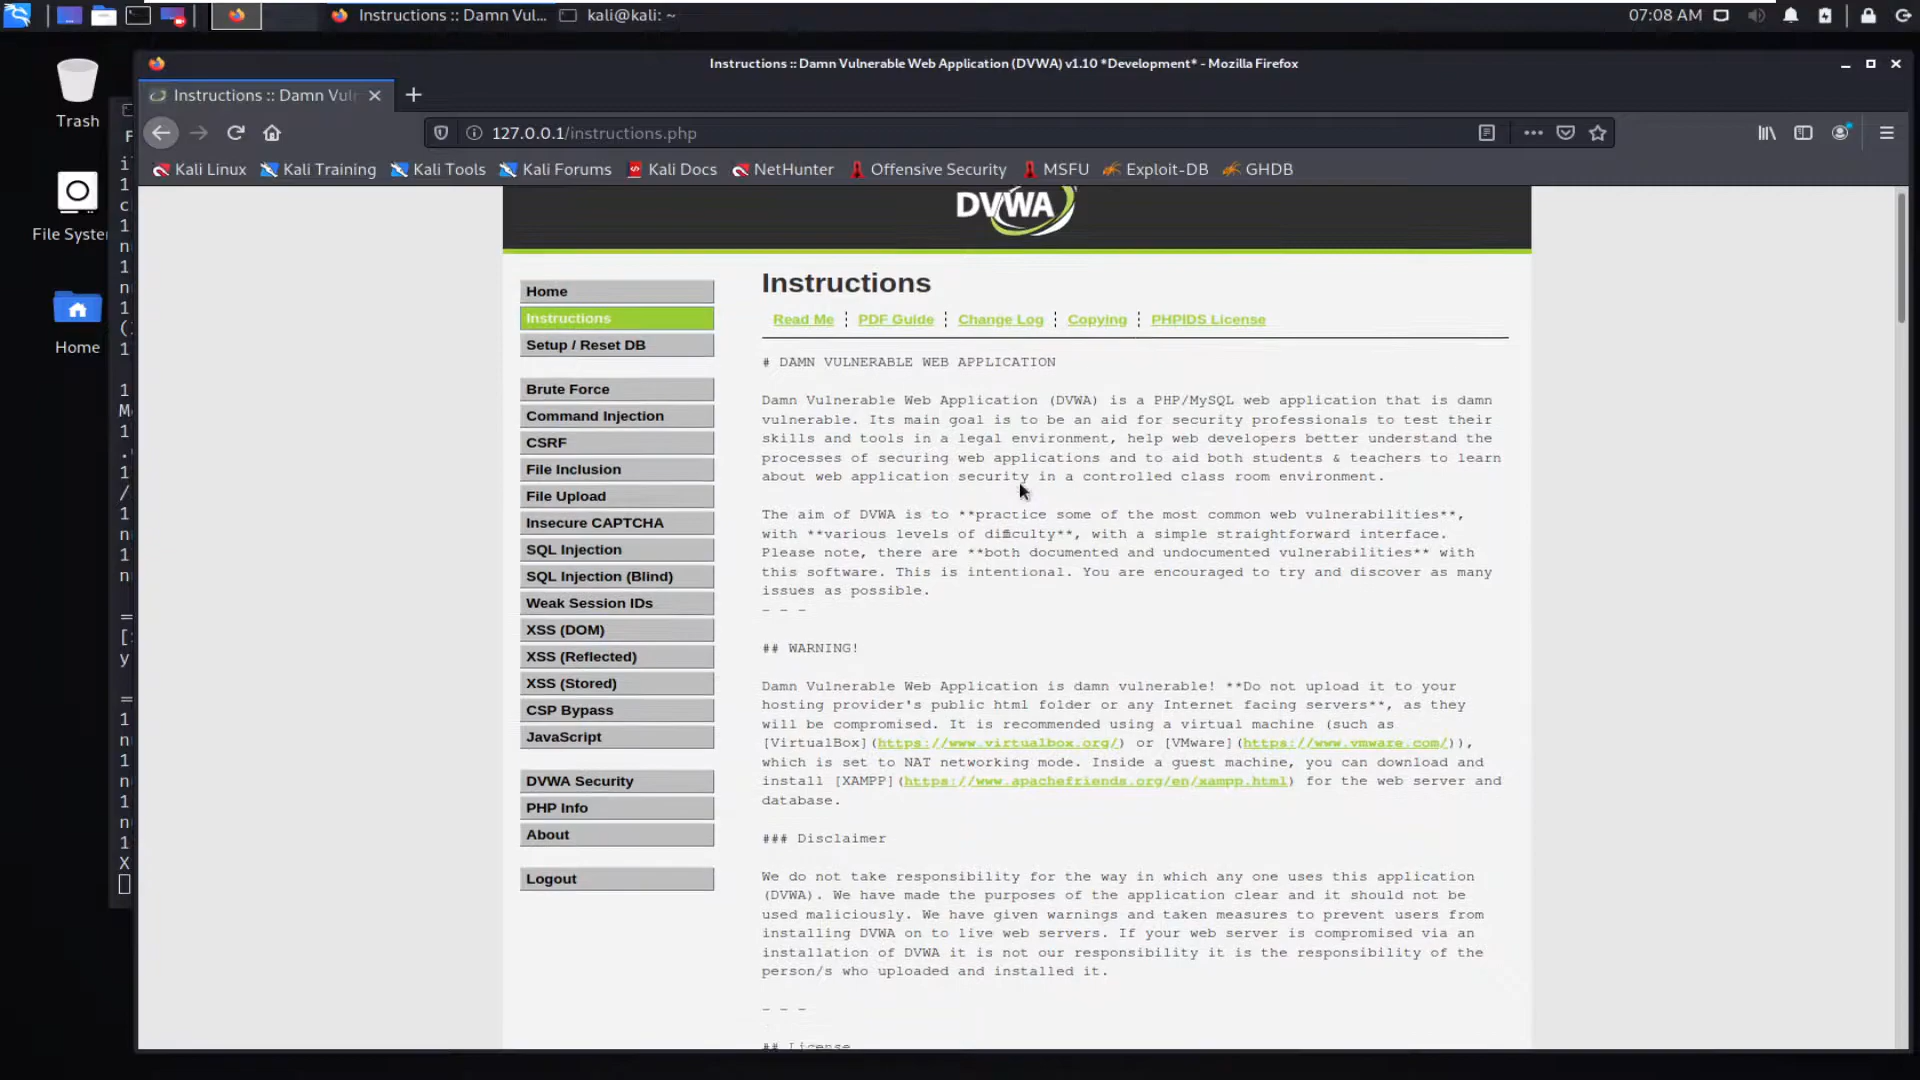 Instructions :: Damn Vul...
kali@kali: ~
07:08 AM
Trash
File Syste
Home
Instructions :: Damn Vulnerable Web Application (DVWA) v1.10 *Development* - Mozilla Firefox
Instructions :: Damn Vuln
127.0.0.1/instructions.php
Kali Linux
Kali Training
Kali Tools
Kali Forums
Kali Docs
NetHunter
Offensive Security
MSFU
Exploit-DB
GHDB
DVWA
Home
Instructions
Setup / Reset DB
Brute Force
Command Injection
CSRF
File Inclusion
File Upload
Insecure CAPTCHA
SQL Injection
SQL Injection (Blind)
Weak Session IDs
XSS (DOM)
XSS (Reflected)
XSS (Stored)
CSP Bypass
JavaScript
DVWA Security
PHP Info
About
Logout
Instructions
Read Me ¦ PDF Guide ¦ Change Log ¦ Copying ¦ PHPIDS License
# DAMN VULNERABLE WEB APPLICATION
Damn Vulnerable Web Application (DVWA) is a PHP/MySQL web application that is damn
vulnerable. Its main goal is to be an aid for security professionals to test their
skills and tools in a legal environment, help web developers better understand the
processes of securing web applications and to aid both students & teachers to learn
about web application security in a controlled class room environment.
The aim of DVWA is to **practice some of the most common web vulnerabilities**,
with **various levels of difficulty**, with a simple straightforward interface.
Please note, there are **both documented and undocumented vulnerabilities** with
this software. This is intentional. You are encouraged to try and discover as many
issues as possible.
- - -
## WARNING!
Damn Vulnerable Web Application is damn vulnerable! **Do not upload it to your
hosting provider's public html folder or any Internet facing servers**, as they
will be compromised. It is recommended using a virtual machine (such as
[VirtualBox](https://www.virtualbox.org/) or [VMware](https://www.vmware.com/)),
which is set to NAT networking mode. Inside a guest machine, you can download and
install [XAMPP](https://www.apachefriends.org/en/xampp.html) for the web server and
database.
### Disclaimer
We do not take responsibility for the way in which any one uses this application
(DVWA). We have made the purposes of the application clear and it should not be
used maliciously. We have given warnings and taken measures to prevent users from
installing DVWA on to live web servers. If your web server is compromised via an
installation of DVWA it is not our responsibility it is the responsibility of the
person/s who uploaded and installed it.
- - -
## License